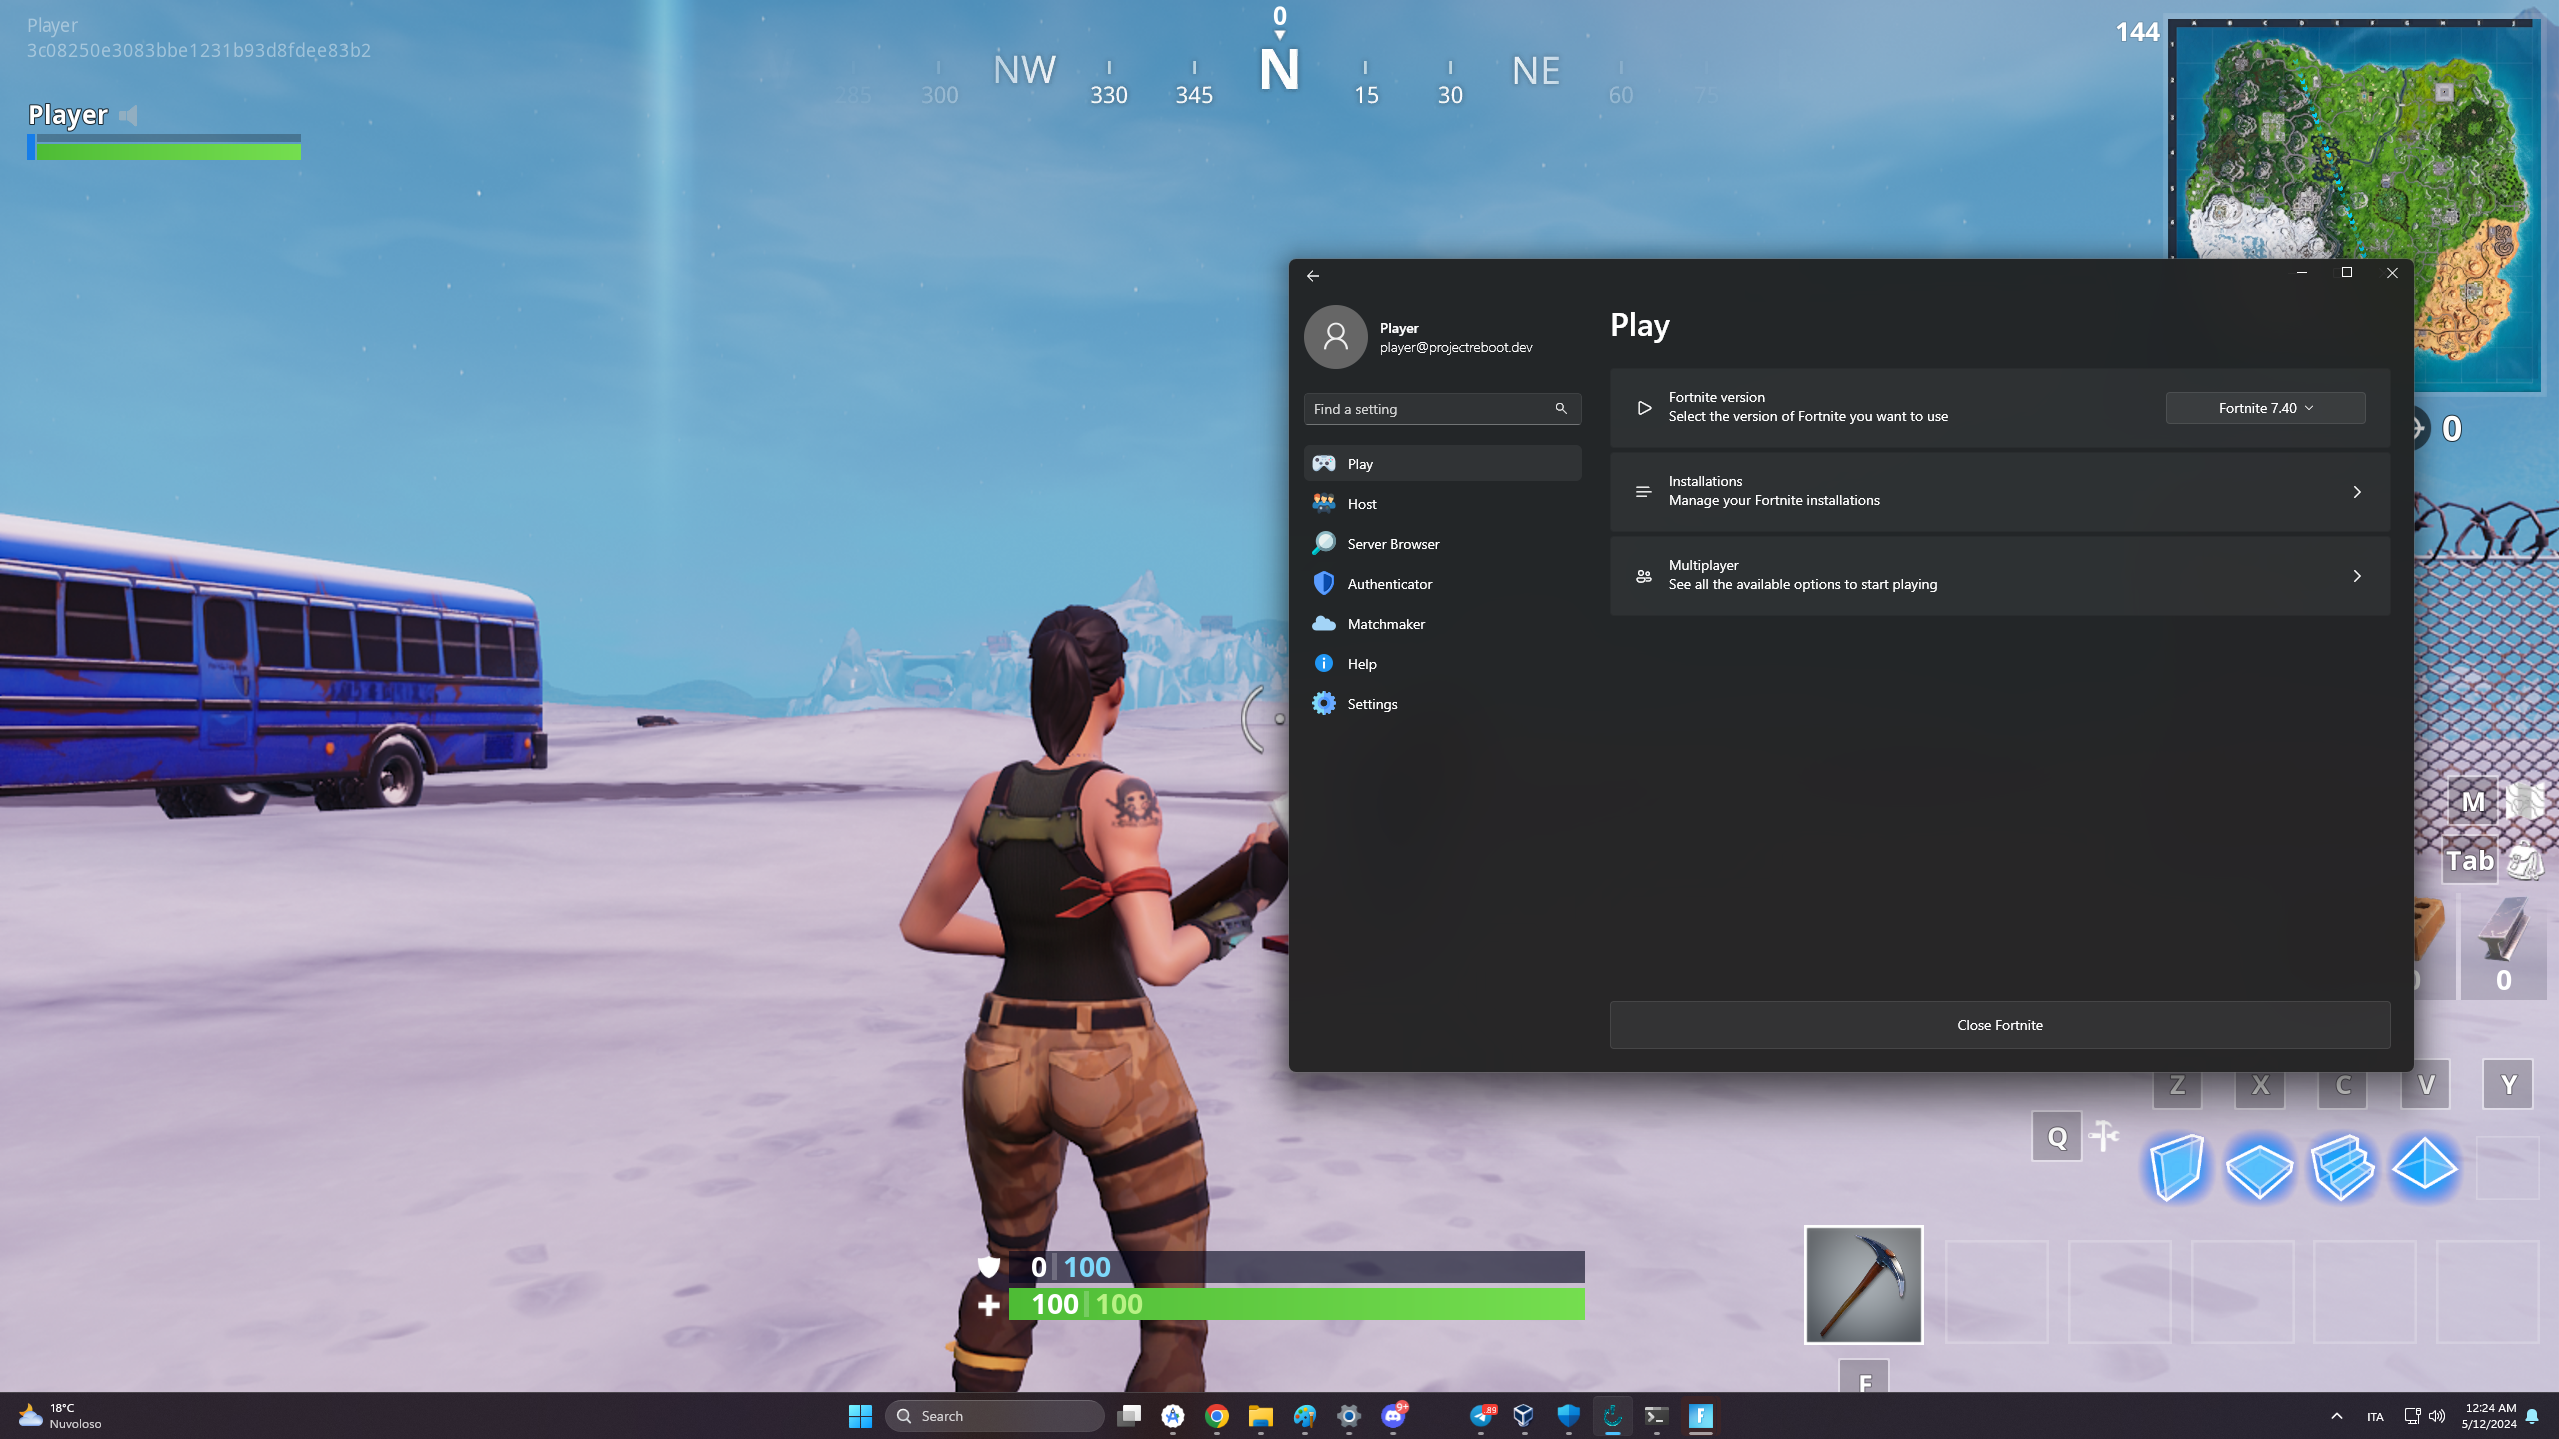 Player
3c08250e3083bbe1231b93d8fdee83b2
Player
0
285 300 NW 330 345 N 15 30 NE 60 75
144
0
Player
player@projectreboot.dev
Find a setting
Play
Host
Server Browser
Authenticator
Matchmaker
Help
Settings
Play
Fortnite version
Select the version of Fortnite you want to use
Fortnite 7.40
Installations
Manage your Fortnite installations
Multiplayer
See all the available options to start playing
Close Fortnite
M
Tab
0
Z X C V Y
Q
0 100
100 100
F
18°C
Nuvoloso
Search
9+
89
F
ITA
12:24 AM
5/12/2024